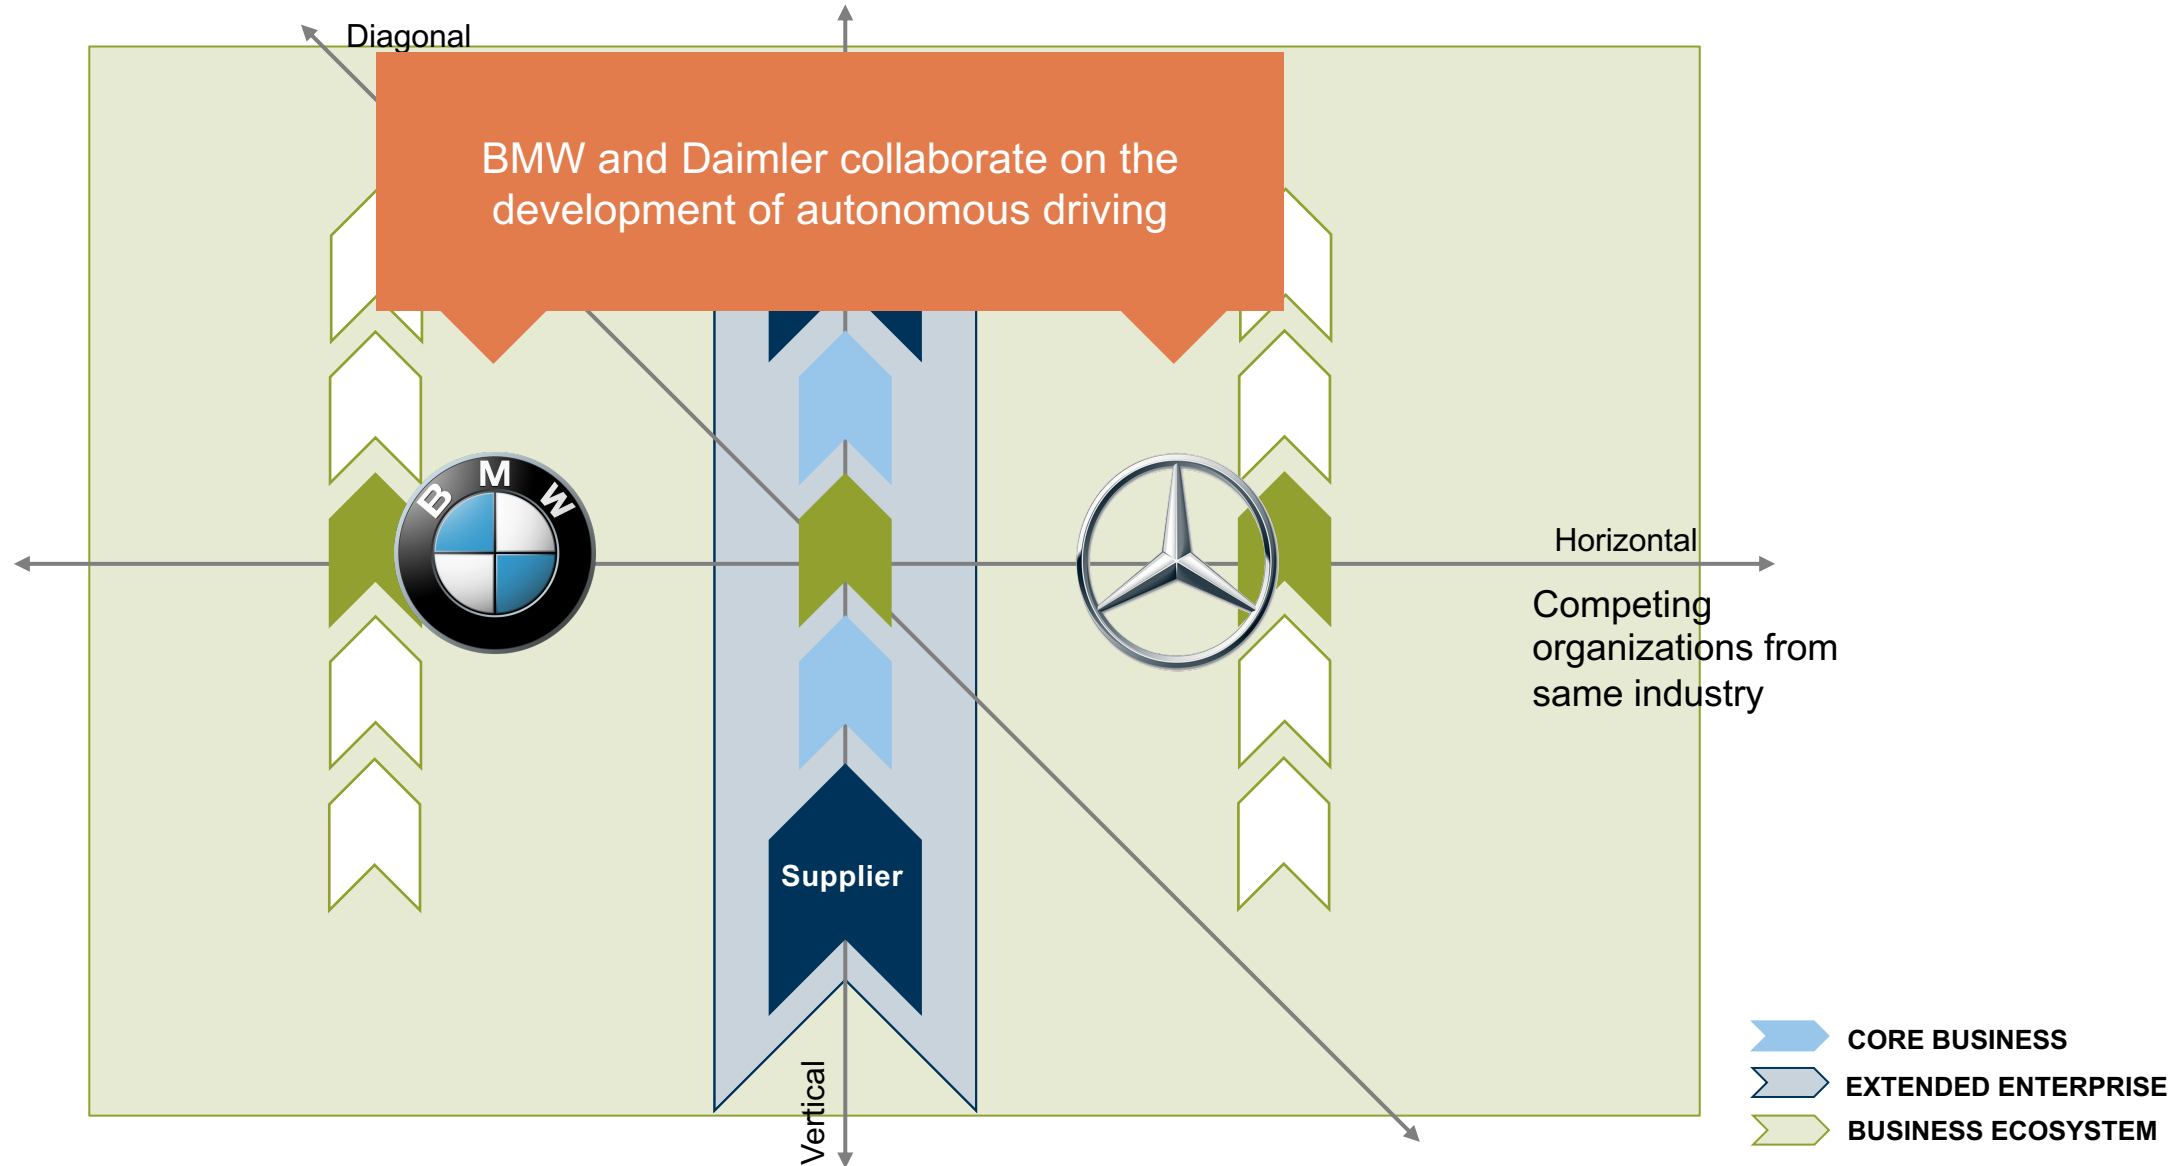 Diagonal
BMW and Daimler collaborate on the
development of autonomous driving
B M W
Horizontal
Competing
organizations from
same industry
Supplier
Vertical
CORE BUSINESS
EXTENDED ENTERPRISE
BUSINESS ECOSYSTEM